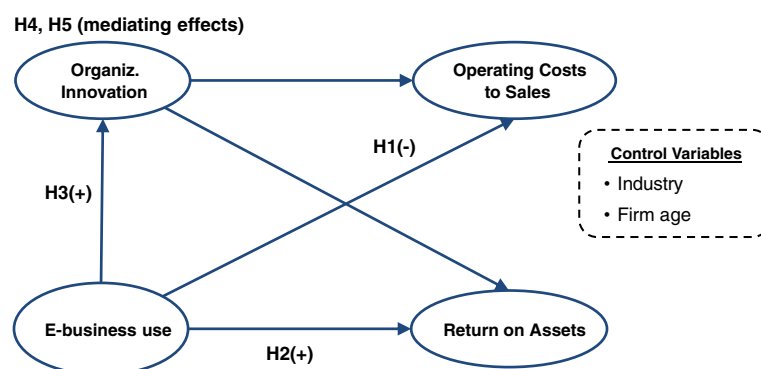 H4, H5 (mediating effects)
Organiz.
Innovation
Operating Costs
to Sales
H1(-)
Control Variables
• Industry
• Firm age
H3(+)
E-business use
Return on Assets
H2(+)